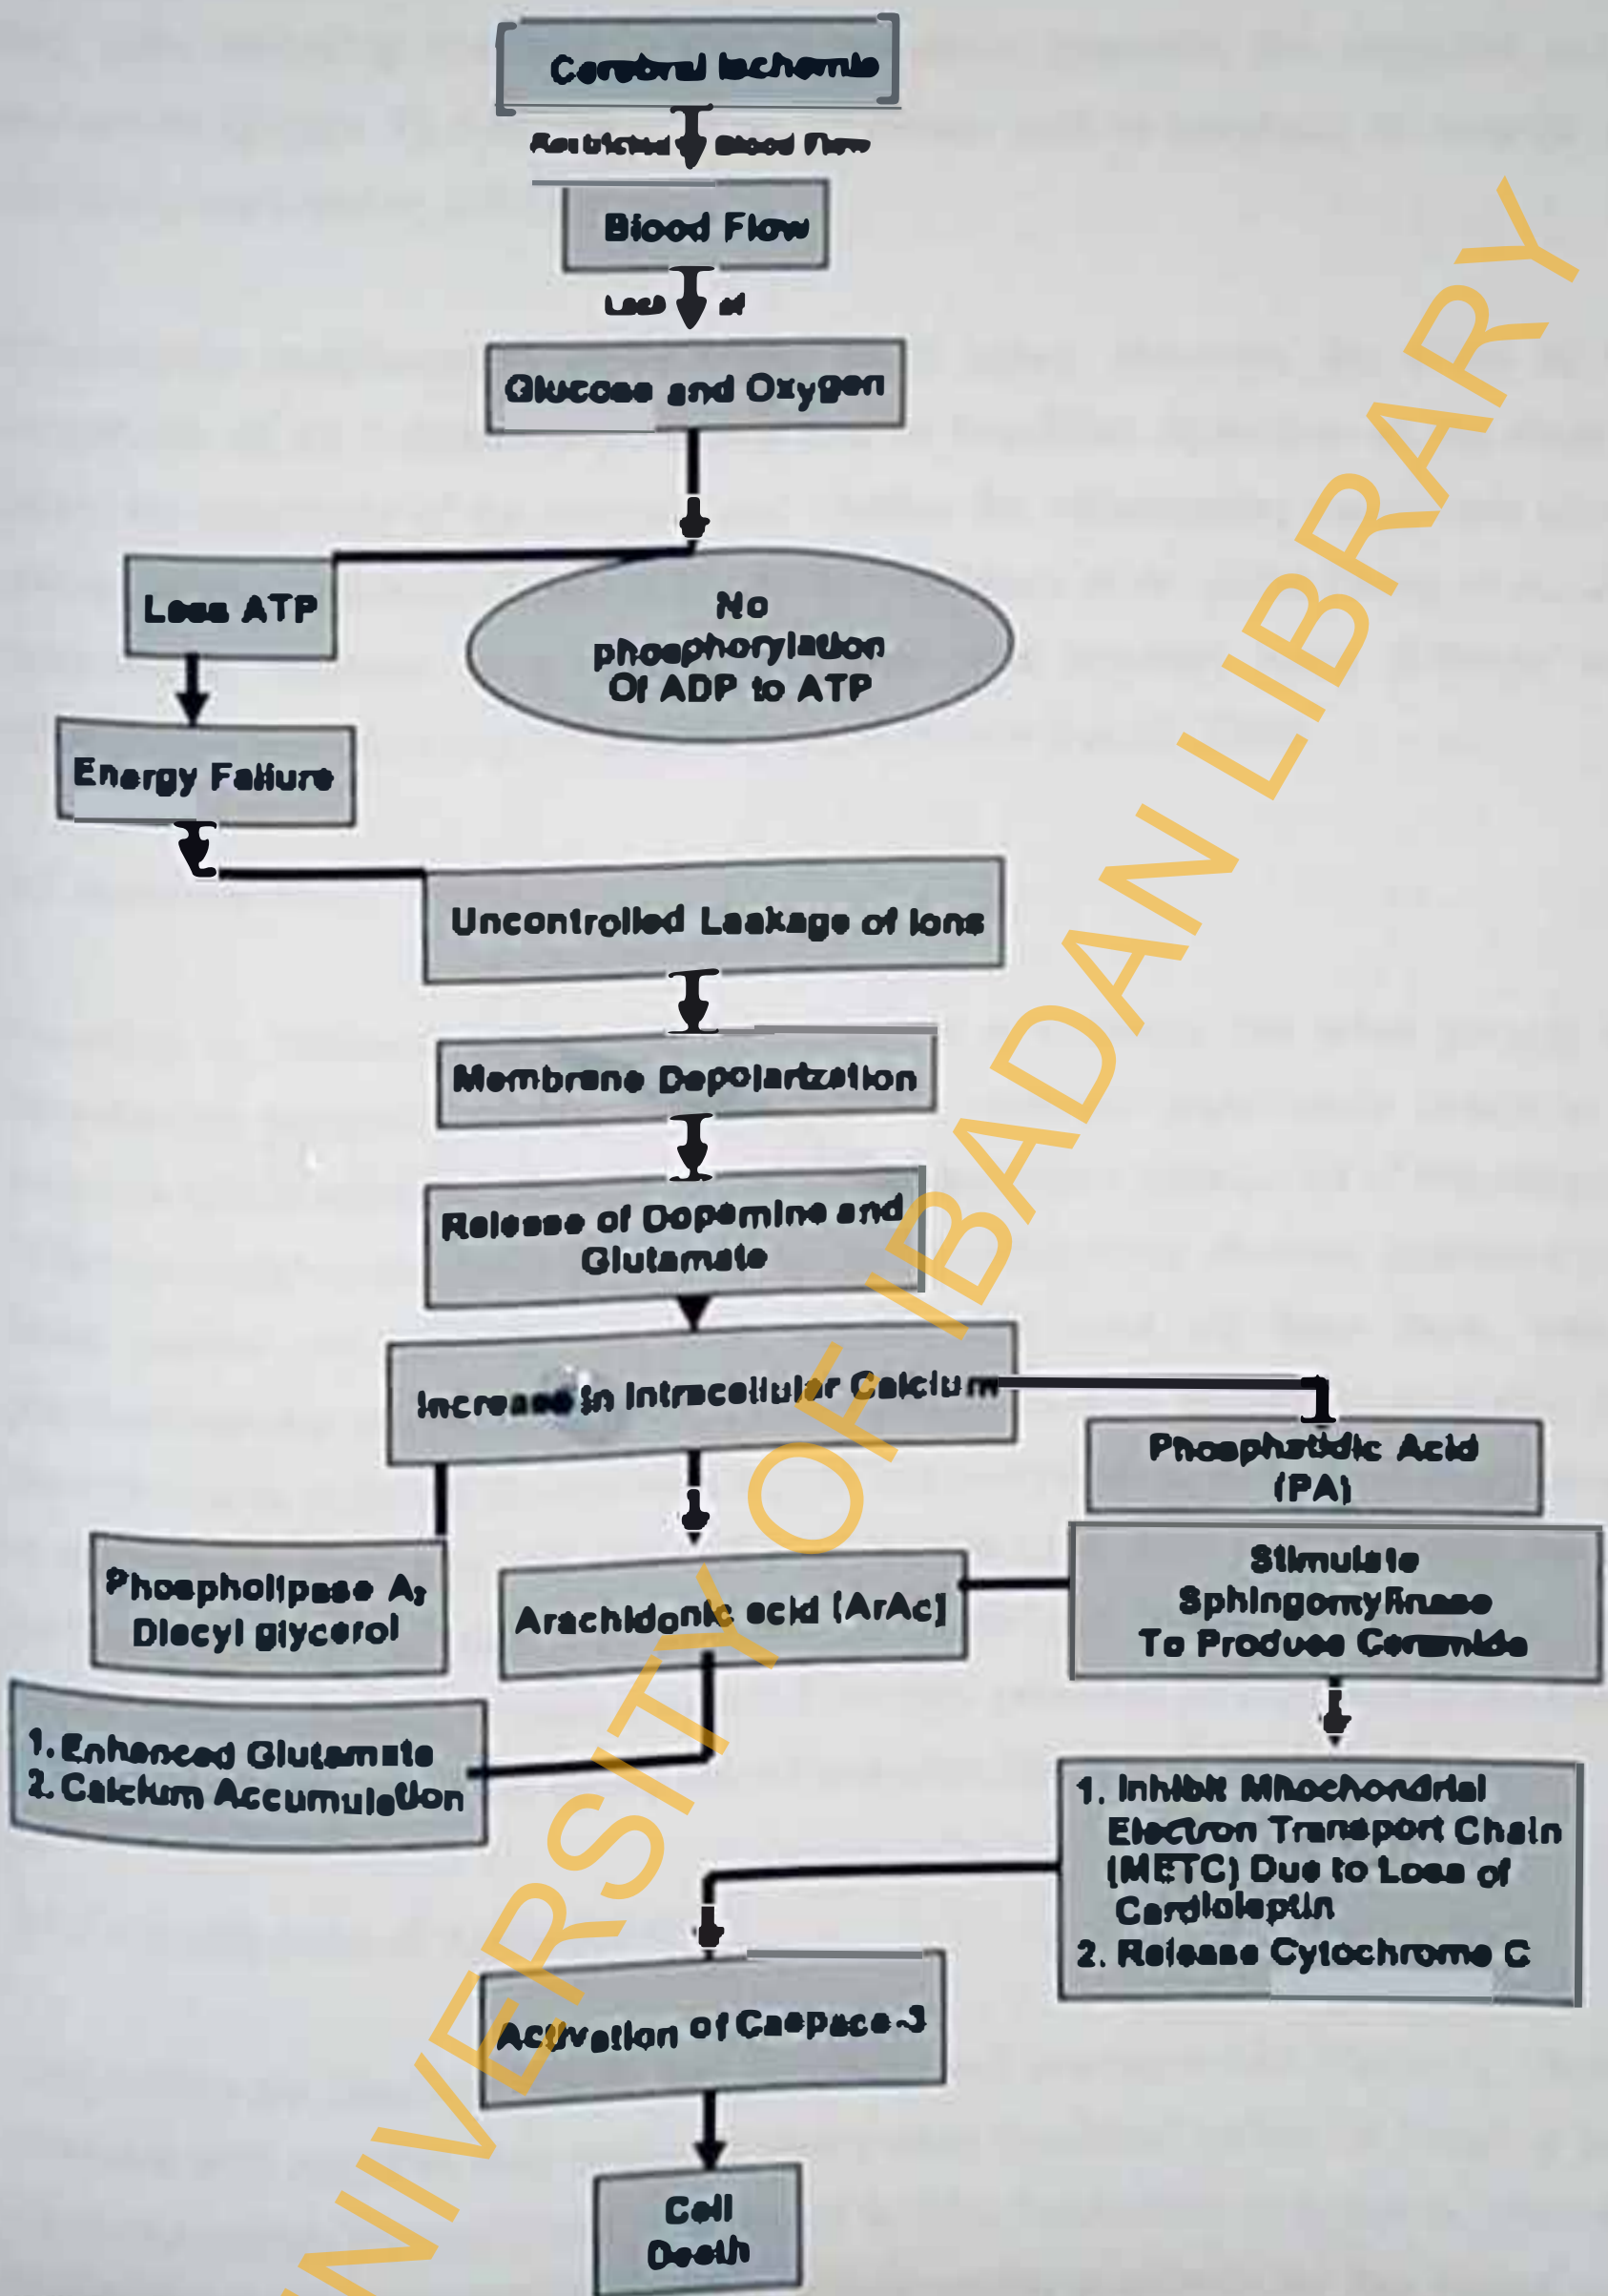 Cerebral Ischemia
Restricted Blood Flow
Blood Flow
Lack of
Glucose and Oxygen
Less ATP
No
phosphorylation
Of ADP to ATP
Energy Failure
Uncontrolled Leakage of Ions
Membrane Depolarization
Release of Dopamine and
Glutamate
Increase in Intracellular Calcium
Phosphatidic Acid
(PA)
Phospholipase A2
Diacyl glycerol
Arachidonic acid (ArAc)
Stimulate
Sphingomyelinase
To Produce Ceramide
1. Enhanced Glutamate
2. Calcium Accumulation
1. Inhibit Mitochondrial
Electron Transport Chain
(METC) Due to Loss of
2. Release Cytochrome C
Activation of Caspace-3
Cell
Death
UNIVERSITY OF IBADAN LIBRARY